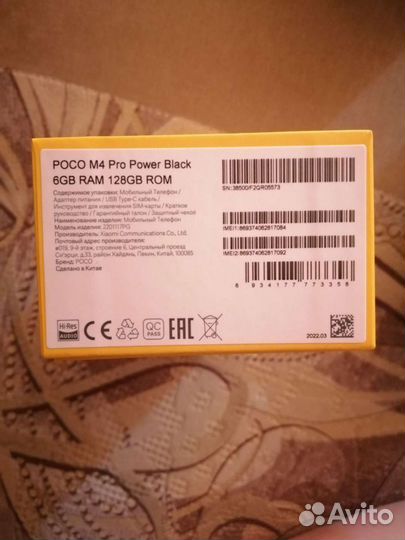 POCO M4 Pro Power Black
6GB RAM 128GB ROM
Содержимое упаковки: Мобильный Телефон /
Адаптер питания / USB Type-C кабель /
Инструмент для извлечения SIM-карты / Краткое
руководство / Гарантийный талон / Защитный чехол
Наименование изделия: Мобильный Телефон
Модель изделия: 2201117PG
Производитель: Xiaomi Communications Co., Ltd.
Почтовый адрес производителя:
#019, 9-й этаж, строение 6, Центральный проезд
Сиэрци, д.33, район Хайдянь, Пекин, Китай, 100085
Бренд: POCO
Сделано в Китае
SN:38500/F2QR05573
IMEI1:869374062817084
IMEI2:869374062817092
6 934177 773358
Hi-Res
AUDIO
CE
QC
PASS
EAC
2022.03
Avito